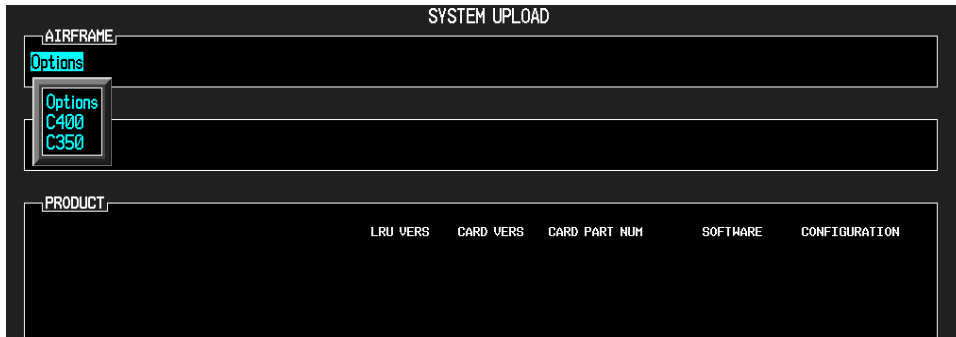 SYSTEM UPLOAD
AIRFRAME
Options
Options
C400
C350
PRODUCT
LRU VERS CARD VERS CARD PART NUM SOFTWARE CONFIGURATION